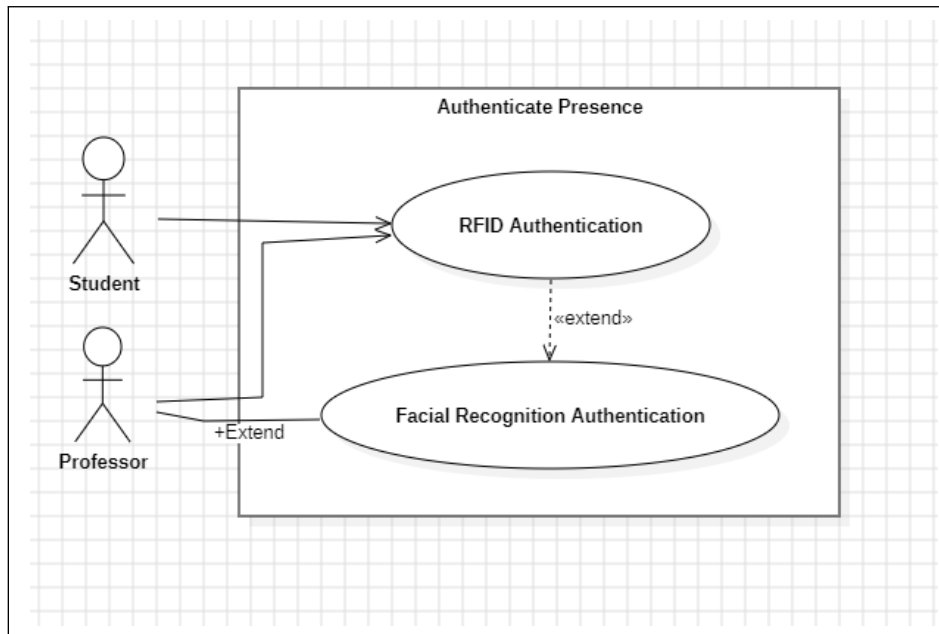 Authenticate Presence
RFID Authentication
Student
«extend»
Facial Recognition Authentication
+Extend
Professor